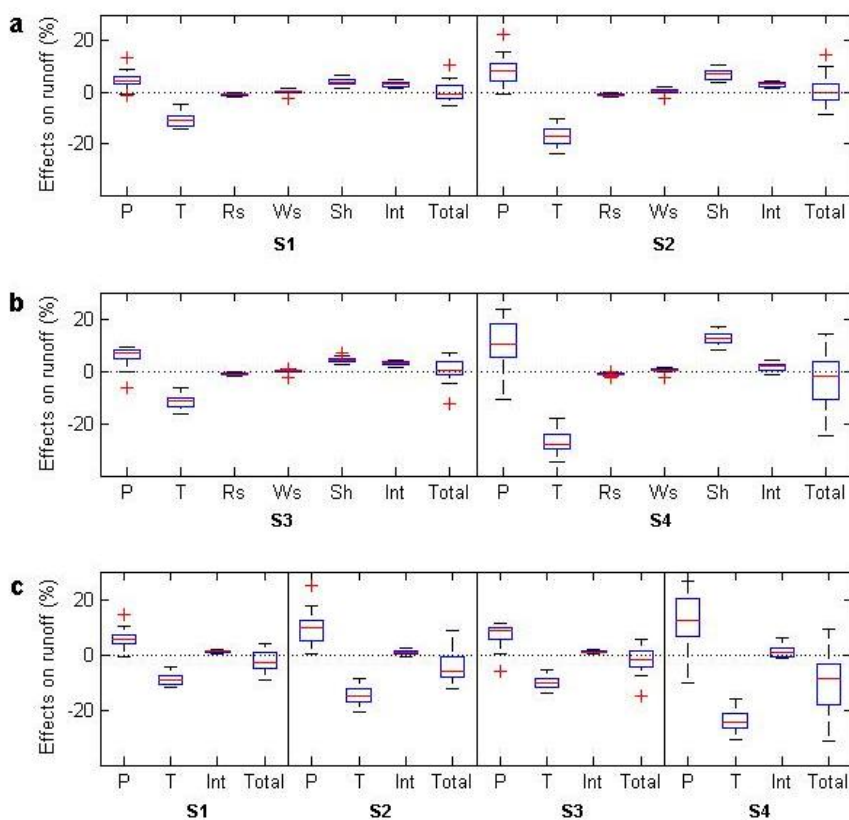 a
Effects on runoff (%)
20
0
-20
P T Rs Ws Sh Int Total P T Rs Ws Sh Int Total
S1 S2
b
Effects on runoff (%)
20
0
-20
P T Rs Ws Sh Int Total P T Rs Ws Sh Int Total
S3 S4
c
Effects on runoff (%)
20
0
-20
P T Int Total P T Int Total P T Int Total P T Int Total
S1 S2 S3 S4